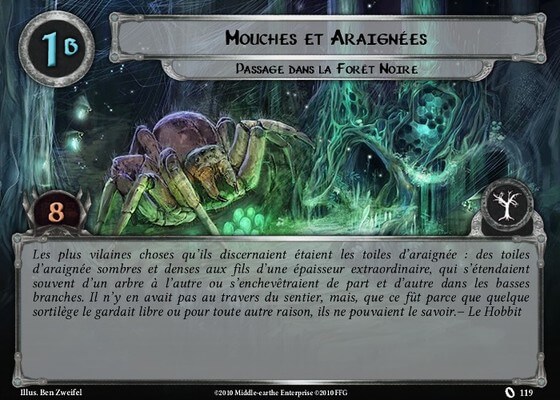 1B
Mouches et Araignées
Passage dans la Forêt Noire
8
Les plus vilaines choses qu'ils discernaient étaient les toiles d'araignée : des toiles
d'araignée sombres et denses aux fils d'une épaisseur extraordinaire, qui s'étendaient
souvent d'un arbre à l'autre ou s'enchevêtraient de part et d'autre dans les basses
branches. Il n'y en avait pas au travers du sentier, mais, que ce fût parce que quelque
sortilège le gardait libre ou pour toute autre raison, ils ne pouvaient le savoir.– Le Hobbit
Illus. Ben Zweifel
©2010 Middle-earthe Enterprise ©2010 FFG
119